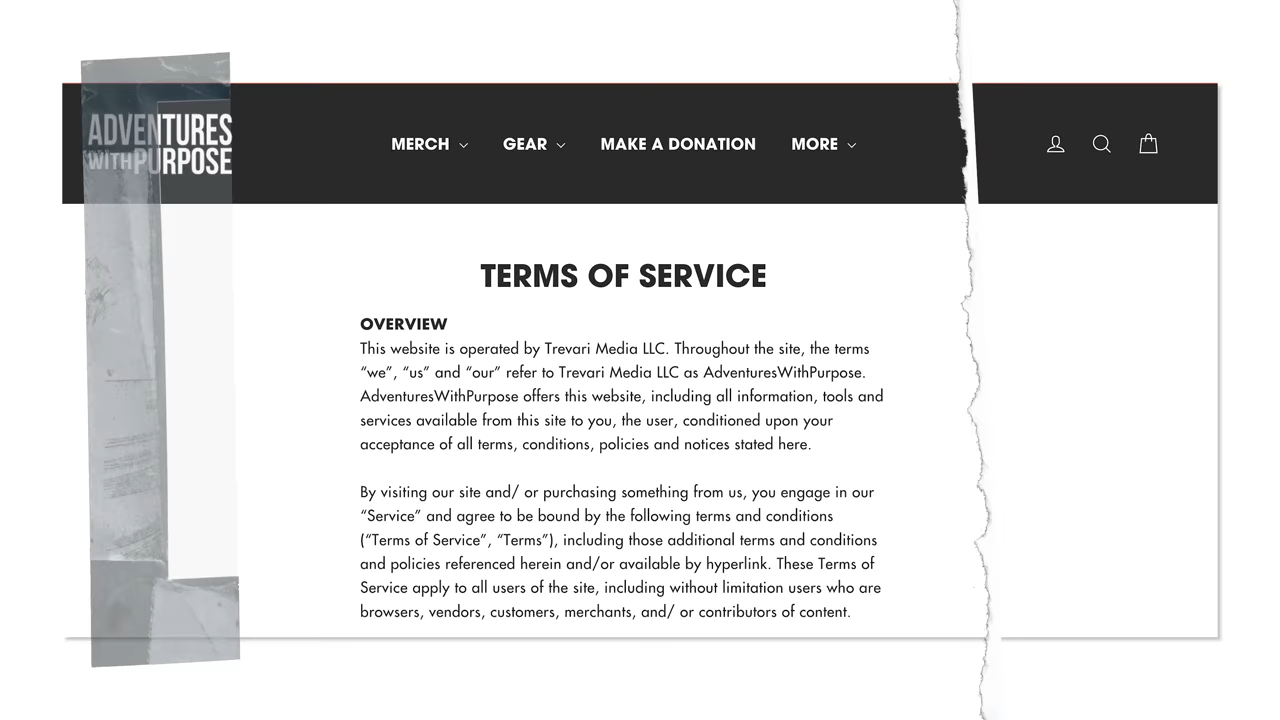 ADVENTURES
WITH PURPOSE
MERCH GEAR MAKE A DONATION MORE
TERMS OF SERVICE
OVERVIEW
This website is operated by Trevari Media LLC. Throughout the site, the terms
“we”, “us” and “our” refer to Trevari Media LLC as AdventuresWithPurpose.
AdventuresWithPurpose offers this website, including all information, tools and
services available from this site to you, the user, conditioned upon your
acceptance of all terms, conditions, policies and notices stated here.
By visiting our site and/ or purchasing something from us, you engage in our
“Service” and agree to be bound by the following terms and conditions
(“Terms of Service”, “Terms”), including those additional terms and conditions
and policies referenced herein and/or available by hyperlink. These Terms of
Service apply to all users of the site, including without limitation users who are
browsers, vendors, customers, merchants, and/ or contributors of content.